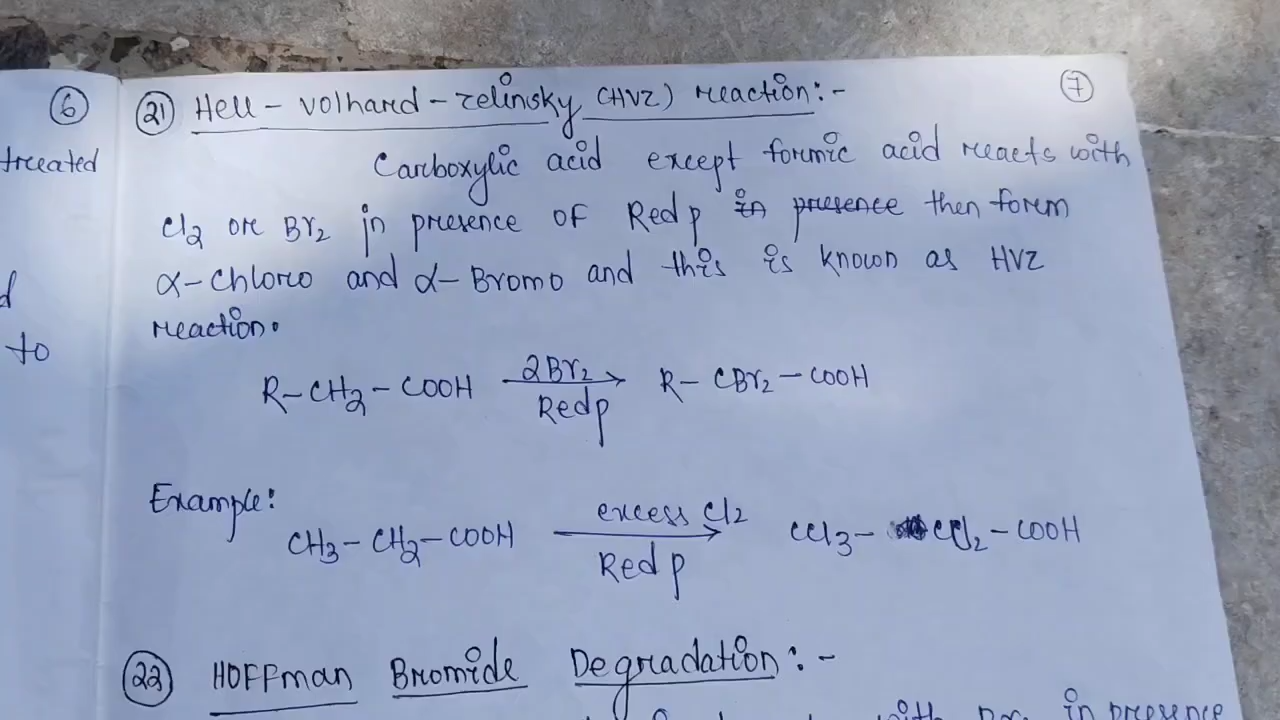 6
treated
d
to
7
21 Hell - Volhard - Zelinsky (HVZ) reaction:-
Carboxylic acid except formic acid reacts with
Cl2 or Br2 in presence of Red p in presence then form
α-Chloro and α-Bromo and this is known as HVZ
reaction.
R-CH2-COOH 2Br2 Red p → R-CBr2-COOH
Example:
CH3-CH2-COOH excess Cl2 Red p → CCl3- CCl2-COOH
22 HOFFman Bromide Degradation:-
in presence